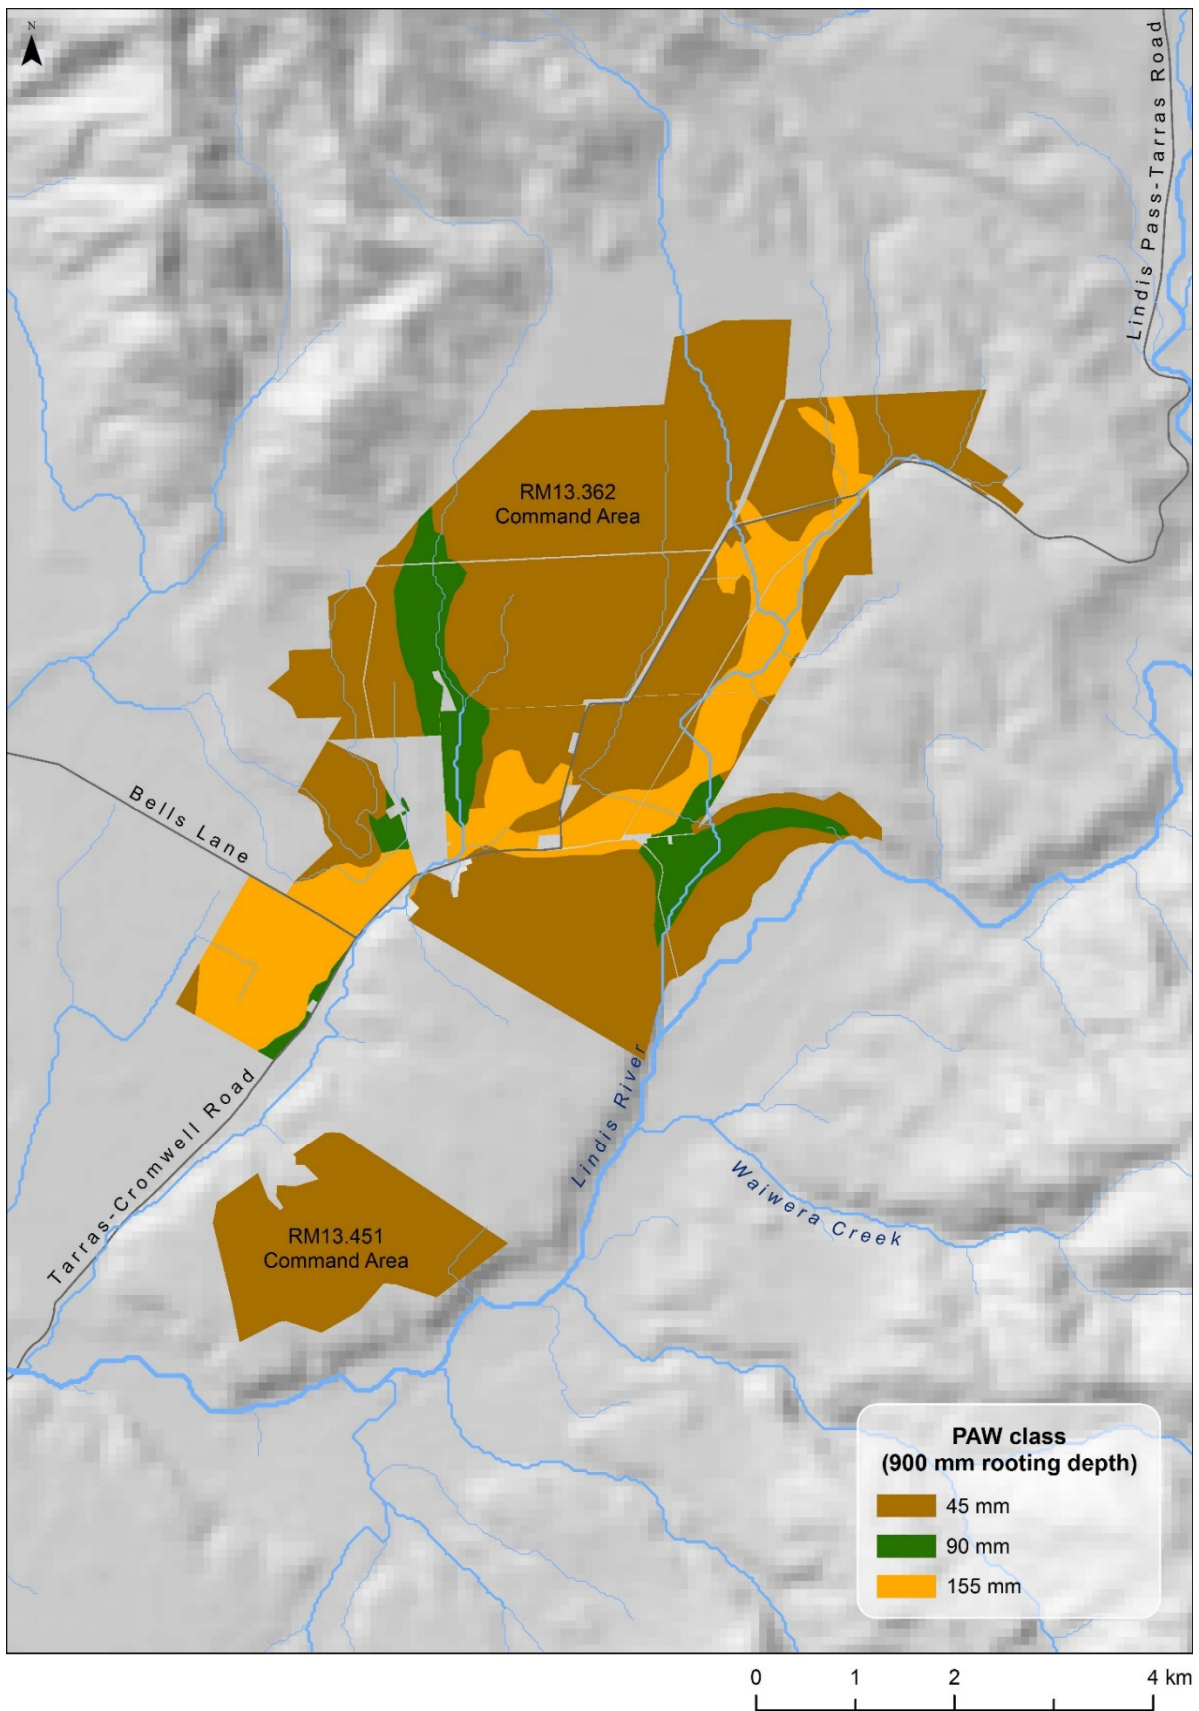 N
Lindis Pass-Tarras Road
RM13.362
Command Area
Bells Lane
Tarras-Cromwell Road
Lindis River
Waiwera Creek
RM13.451
Command Area
PAW class
(900 mm rooting depth)
45 mm
90 mm
155 mm
0 1 2 4 km